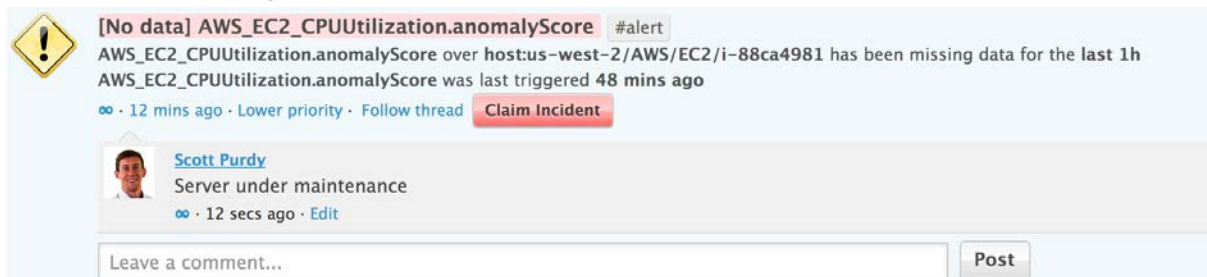 [No data] AWS_EC2_CPUUtilization.anomalyScore #alert
AWS_EC2_CPUUtilization.anomalyScore over host:us-west-2/AWS/EC2/i-88ca4981 has been missing data for the last 1h
AWS_EC2_CPUUtilization.anomalyScore was last triggered 48 mins ago
∞ · 12 mins ago · Lower priority · Follow thread Claim Incident
Scott Purdy
Server under maintenance
∞ · 12 secs ago · Edit
Leave a comment... Post